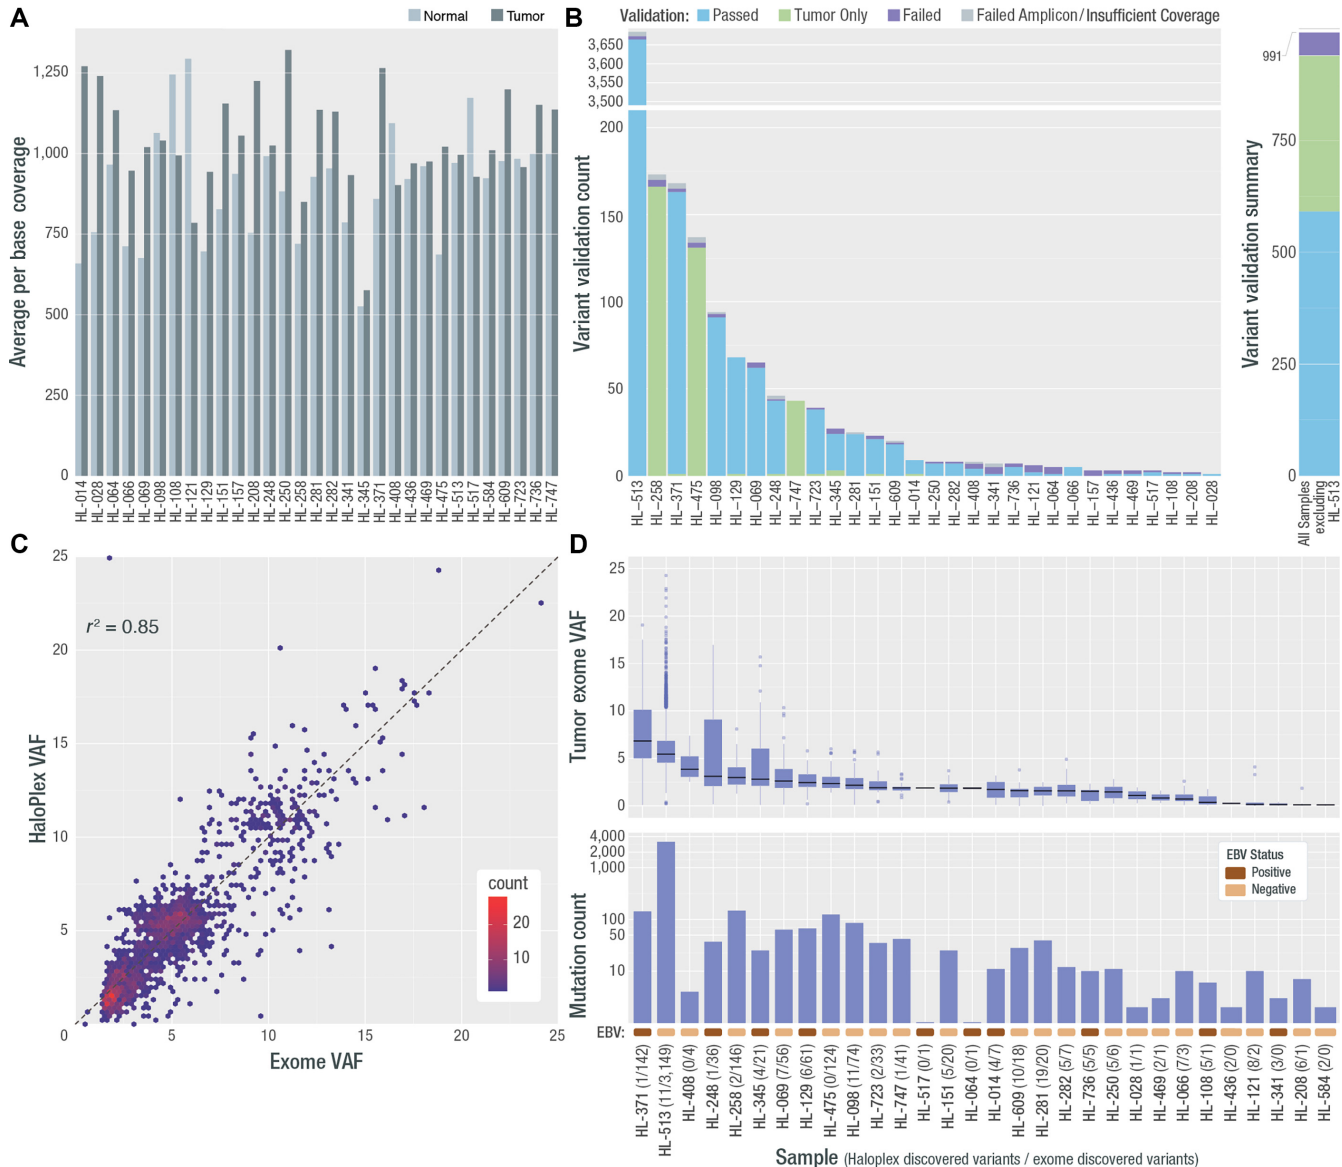 A
Normal
Tumor
Average per base coverage
1,250
1,000
750
500
250
0
HL-014
HL-028
HL-064
HL-066
HL-069
HL-098
HL-108
HL-121
HL-129
HL-151
HL-157
HL-208
HL-248
HL-250
HL-258
HL-281
HL-282
HL-341
HL-345
HL-371
HL-408
HL-436
HL-469
HL-475
HL-513
HL-517
HL-584
HL-609
HL-723
HL-736
HL-747
B
Validation:
Passed
Tumor Only
Failed
Failed Amplicon/Insufficient Coverage
Variant validation count
3,650
3,600
3,550
3,500
200
150
100
50
0
HL-513
HL-258
HL-371
HL-475
HL-098
HL-129
HL-069
HL-248
HL-747
HL-723
HL-345
HL-281
HL-151
HL-609
HL-014
HL-250
HL-282
HL-408
HL-341
HL-736
HL-121
HL-064
HL-066
HL-157
HL-436
HL-469
HL-517
HL-108
HL-208
HL-028
Variant validation summary
991
750
500
250
0
All Samples
excluding
HL-513
C
HaloPlex VAF
25
20
15
10
5
0
r² = 0.85
count
20
10
5
10
15
20
25
Exome VAF
D
Tumor exome VAF
25
20
15
10
5
0
Mutation count
4,000
2,000
1,000
100
50
10
EBV Status
Positive
Negative
EBV:
HL-371 (1/142)
HL-513 (11/3,149)
HL-408 (0/4)
HL-248 (1/36)
HL-258 (2/146)
HL-345 (4/21)
HL-069 (7/56)
HL-129 (6/61)
HL-475 (0/124)
HL-098 (11/74)
HL-723 (2/33)
HL-747 (1/41)
HL-517 (0/1)
HL-151 (5/20)
HL-064 (0/1)
HL-014 (4/7)
HL-609 (10/18)
HL-281 (19/20)
HL-282 (5/7)
HL-736 (5/5)
HL-250 (5/6)
HL-028 (1/1)
HL-469 (2/1)
HL-066 (7/3)
HL-108 (5/1)
HL-436 (2/0)
HL-121 (8/2)
HL-341 (3/0)
HL-208 (6/1)
HL-584 (2/0)
Sample (Haloplex discovered variants / exome discovered variants)